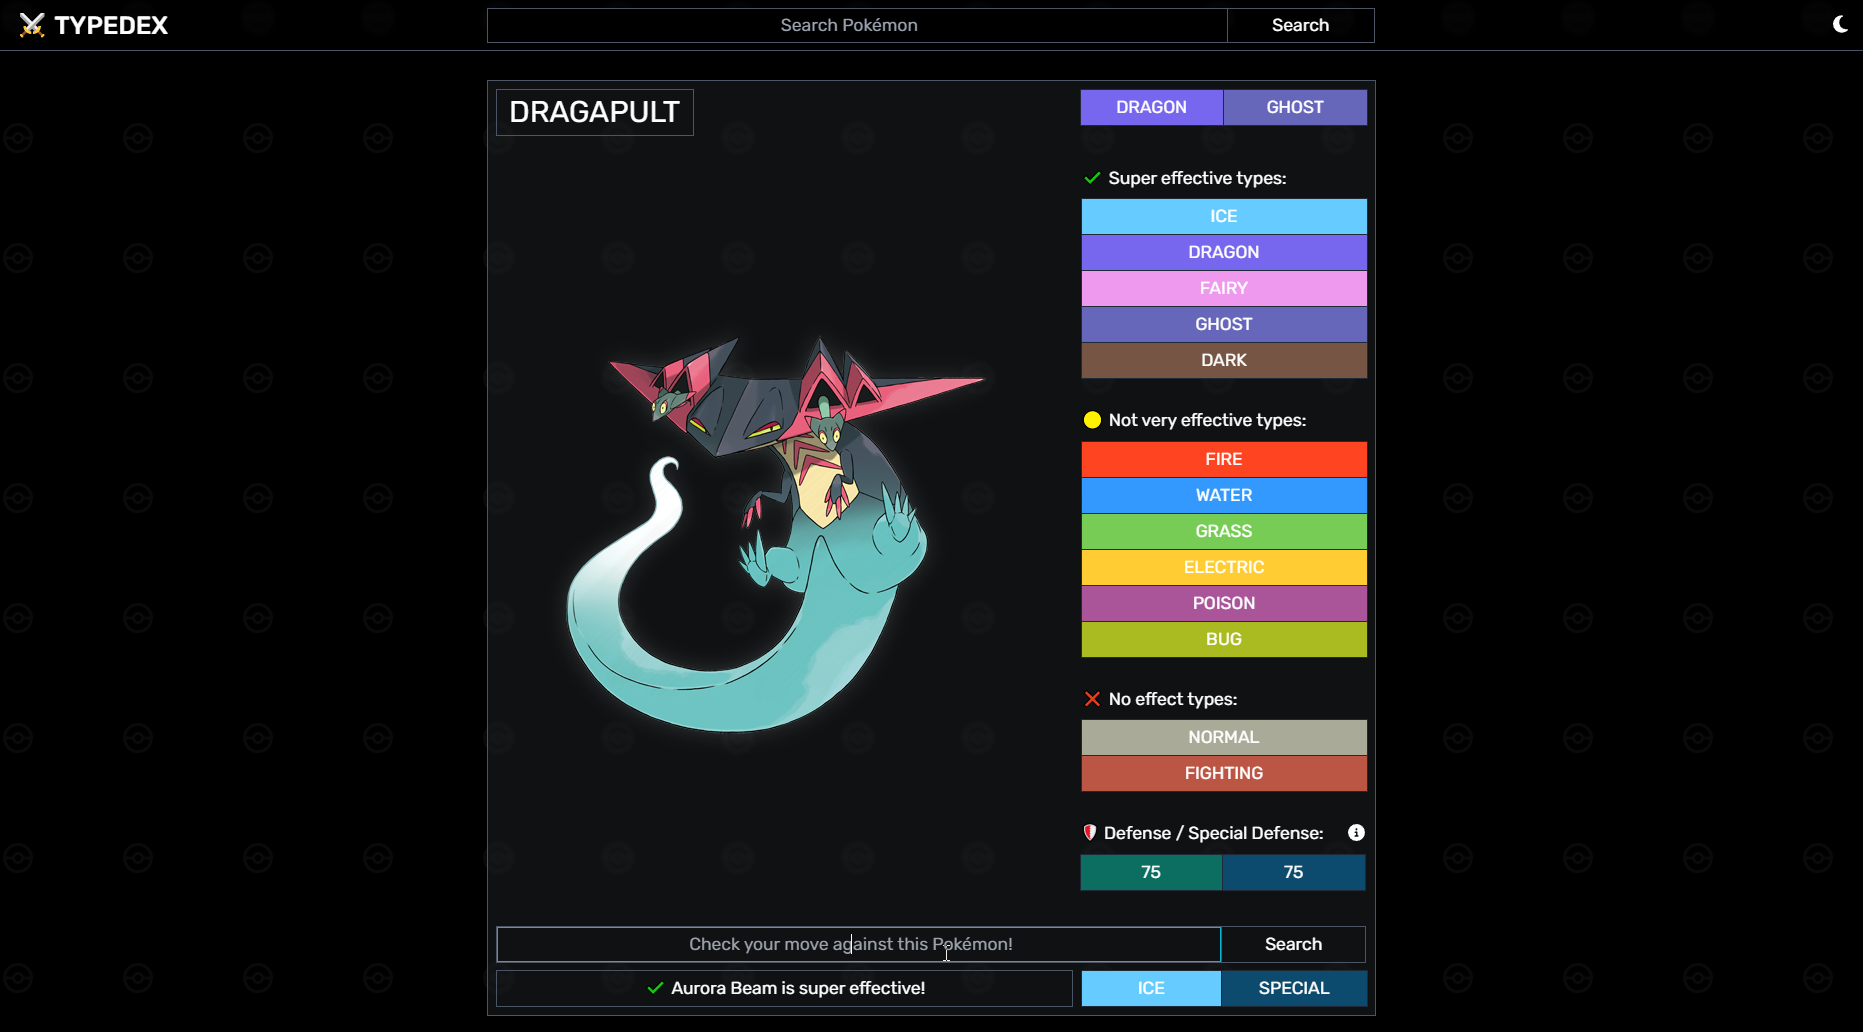 TYPEDEX
Search Pokémon
Search
DRAGAPULT
DRAGON
GHOST
Super effective types:
ICE
DRAGON
FAIRY
GHOST
DARK
Not very effective types:
FIRE
WATER
GRASS
ELECTRIC
POISON
BUG
No effect types:
NORMAL
FIGHTING
Defense / Special Defense:
75
75
Check your move against this Pokémon!
Search
Aurora Beam is super effective!
ICE
SPECIAL